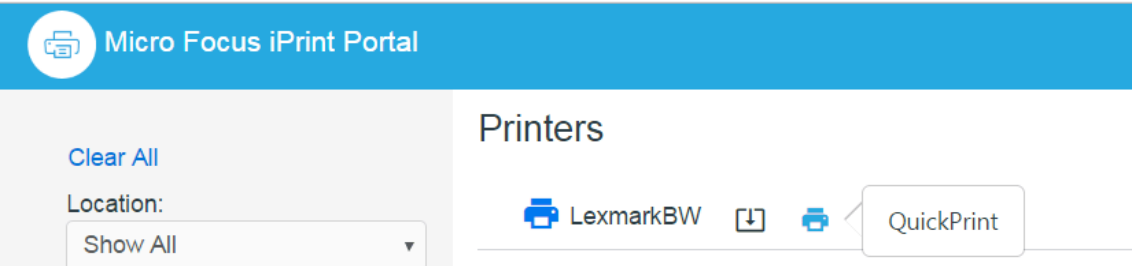 Micro Focus iPrint Portal
Printers
Clear All
Location:
Show All
LexmarkBW
QuickPrint